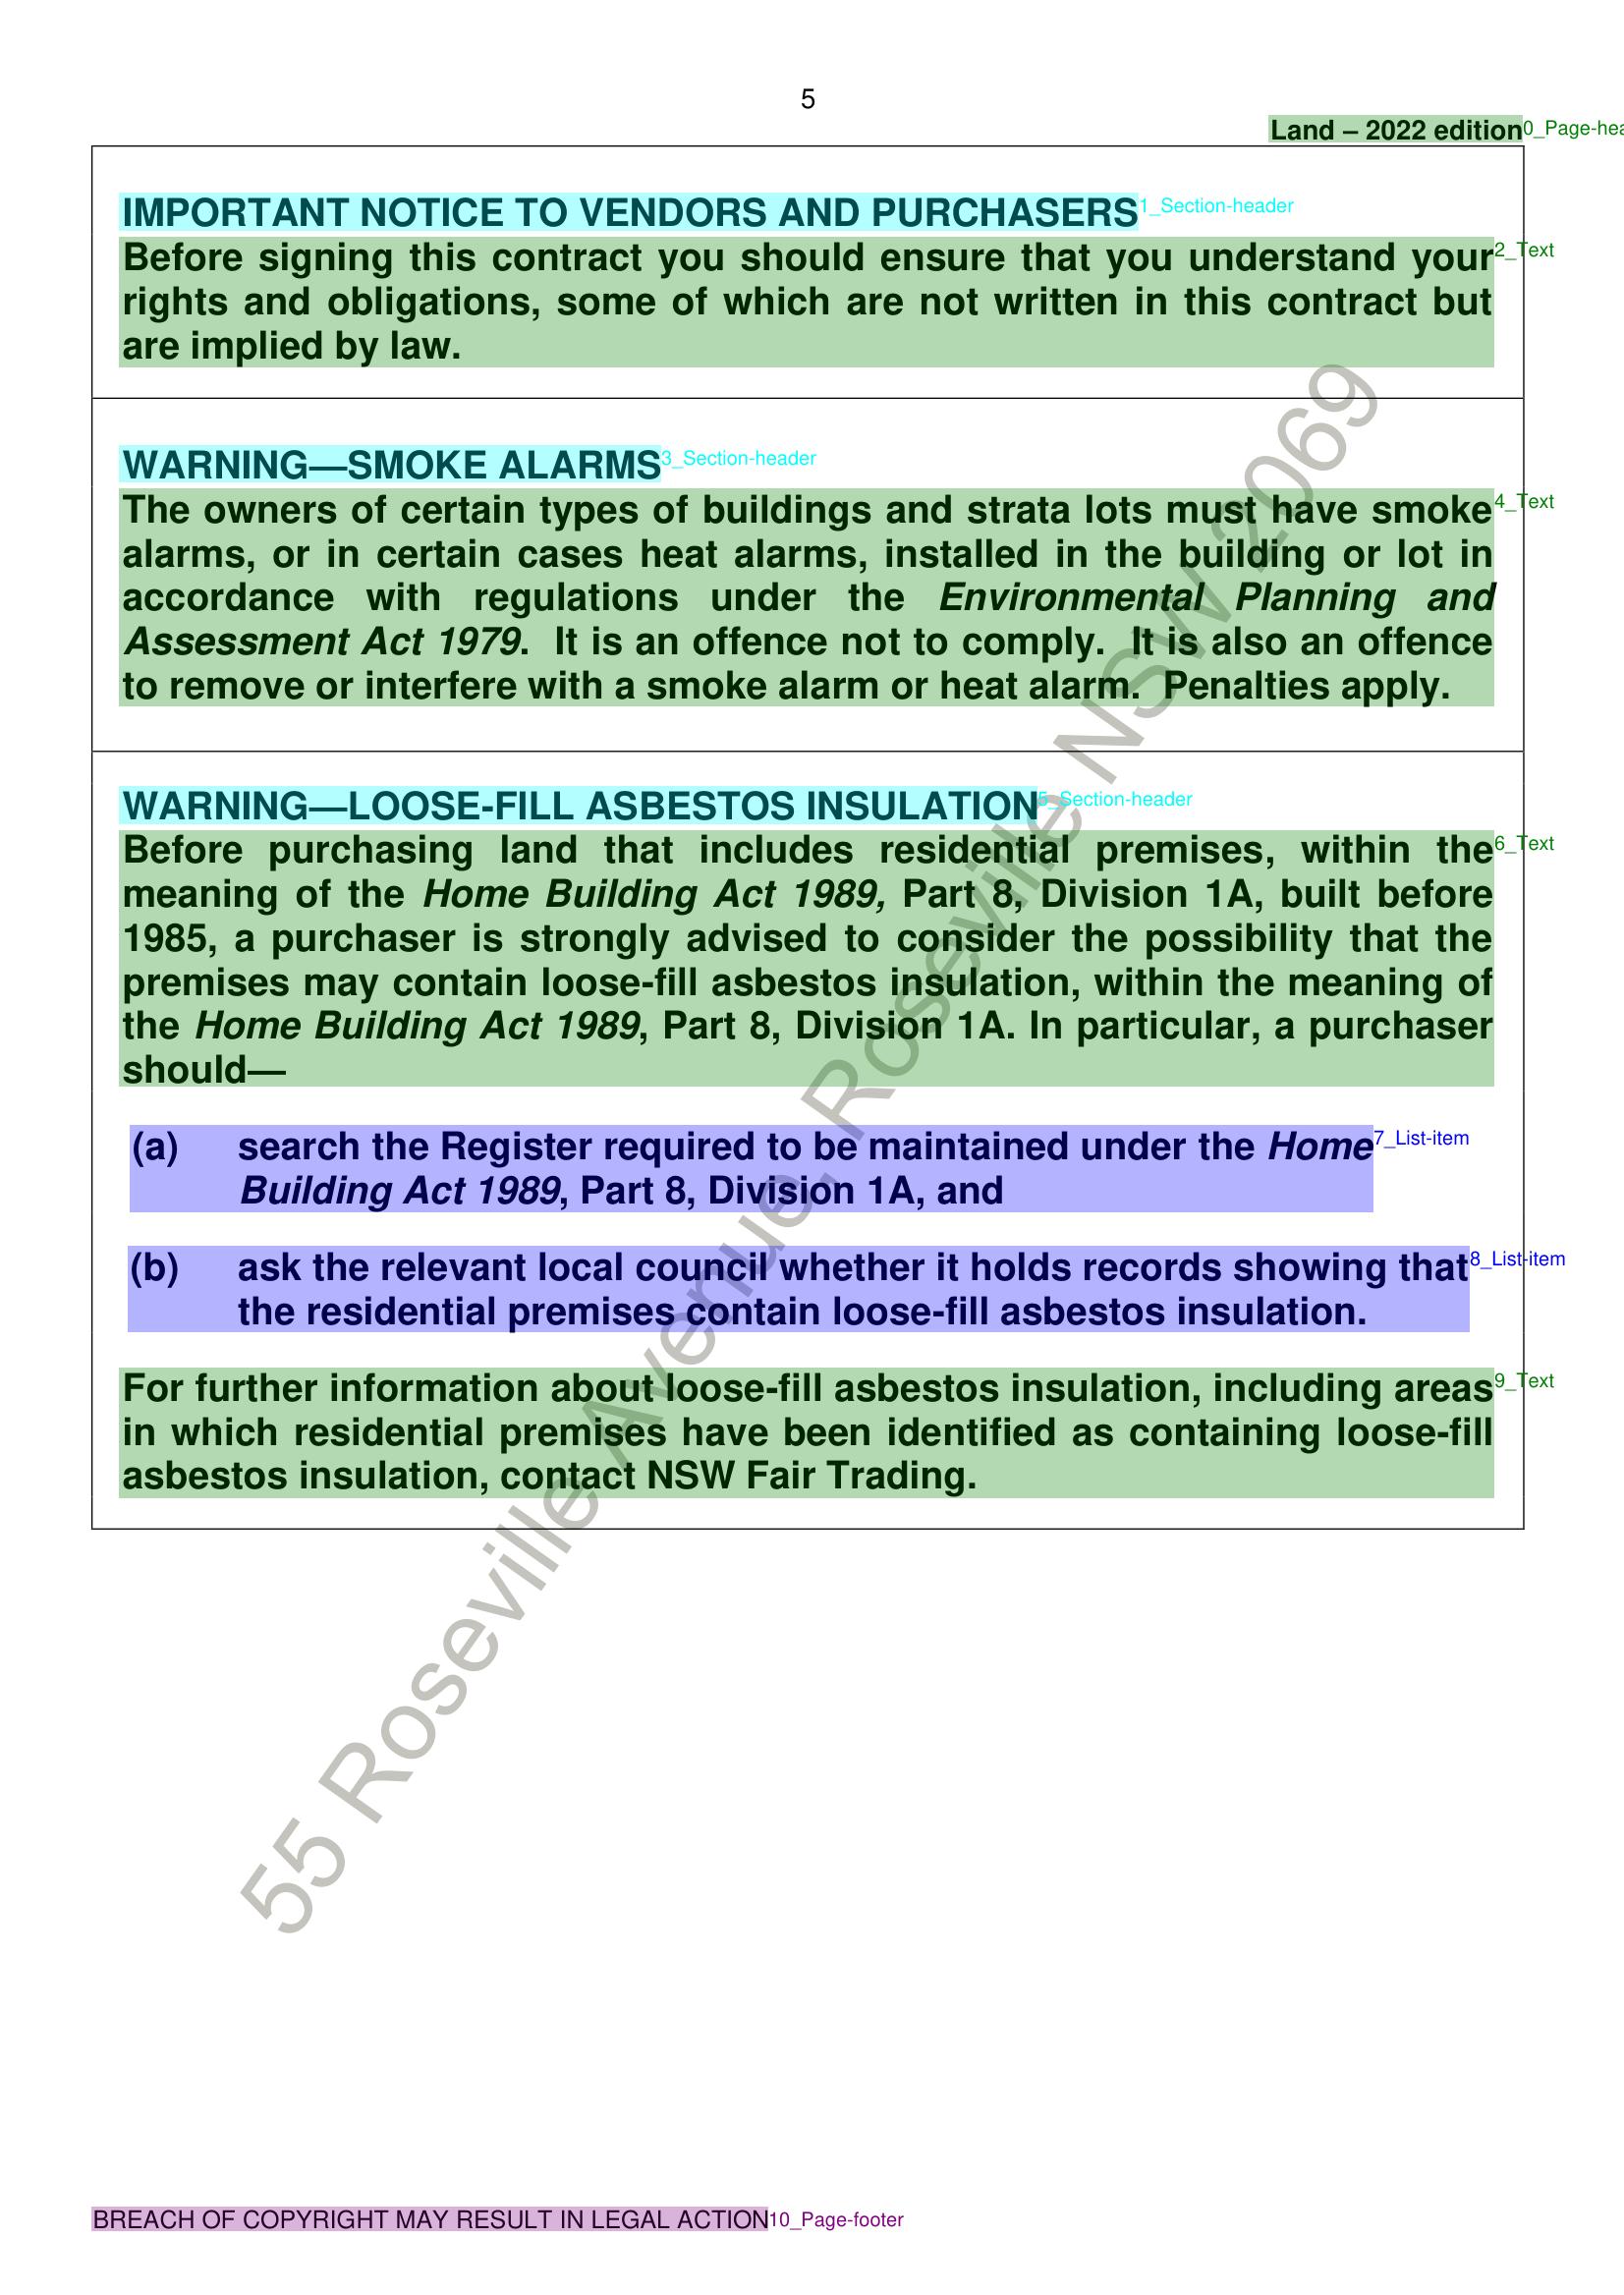 5
Land – 2022 edition
0_Page-hea
IMPORTANT NOTICE TO VENDORS AND PURCHASERS
1_Section-header
Before signing this contract you should ensure that you understand your
2_Text
rights and obligations, some of which are not written in this contract but
are implied by law.
WARNING—SMOKE ALARMS
3_Section-header
The owners of certain types of buildings and strata lots must have smoke
4_Text
alarms, or in certain cases heat alarms, installed in the building or lot in
accordance with regulations under the Environmental Planning and
Assessment Act 1979.  It is an offence not to comply.  It is also an offence
to remove or interfere with a smoke alarm or heat alarm.  Penalties apply.
WARNING—LOOSE-FILL ASBESTOS INSULATION
5_Section-header
Before purchasing land that includes residential premises, within the
6_Text
meaning of the Home Building Act 1989, Part 8, Division 1A, built before
1985, a purchaser is strongly advised to consider the possibility that the
premises may contain loose-fill asbestos insulation, within the meaning of
the Home Building Act 1989, Part 8, Division 1A. In particular, a purchaser
should—
(a) search the Register required to be maintained under the Home
7_List-item
Building Act 1989, Part 8, Division 1A, and
(b) ask the relevant local council whether it holds records showing that
8_List-item
the residential premises contain loose-fill asbestos insulation.
For further information about loose-fill asbestos insulation, including areas
9_Text
in which residential premises have been identified as containing loose-fill
asbestos insulation, contact NSW Fair Trading.
55 Roseville Avenue, Roseville NSW 2069
BREACH OF COPYRIGHT MAY RESULT IN LEGAL ACTION
10_Page-footer